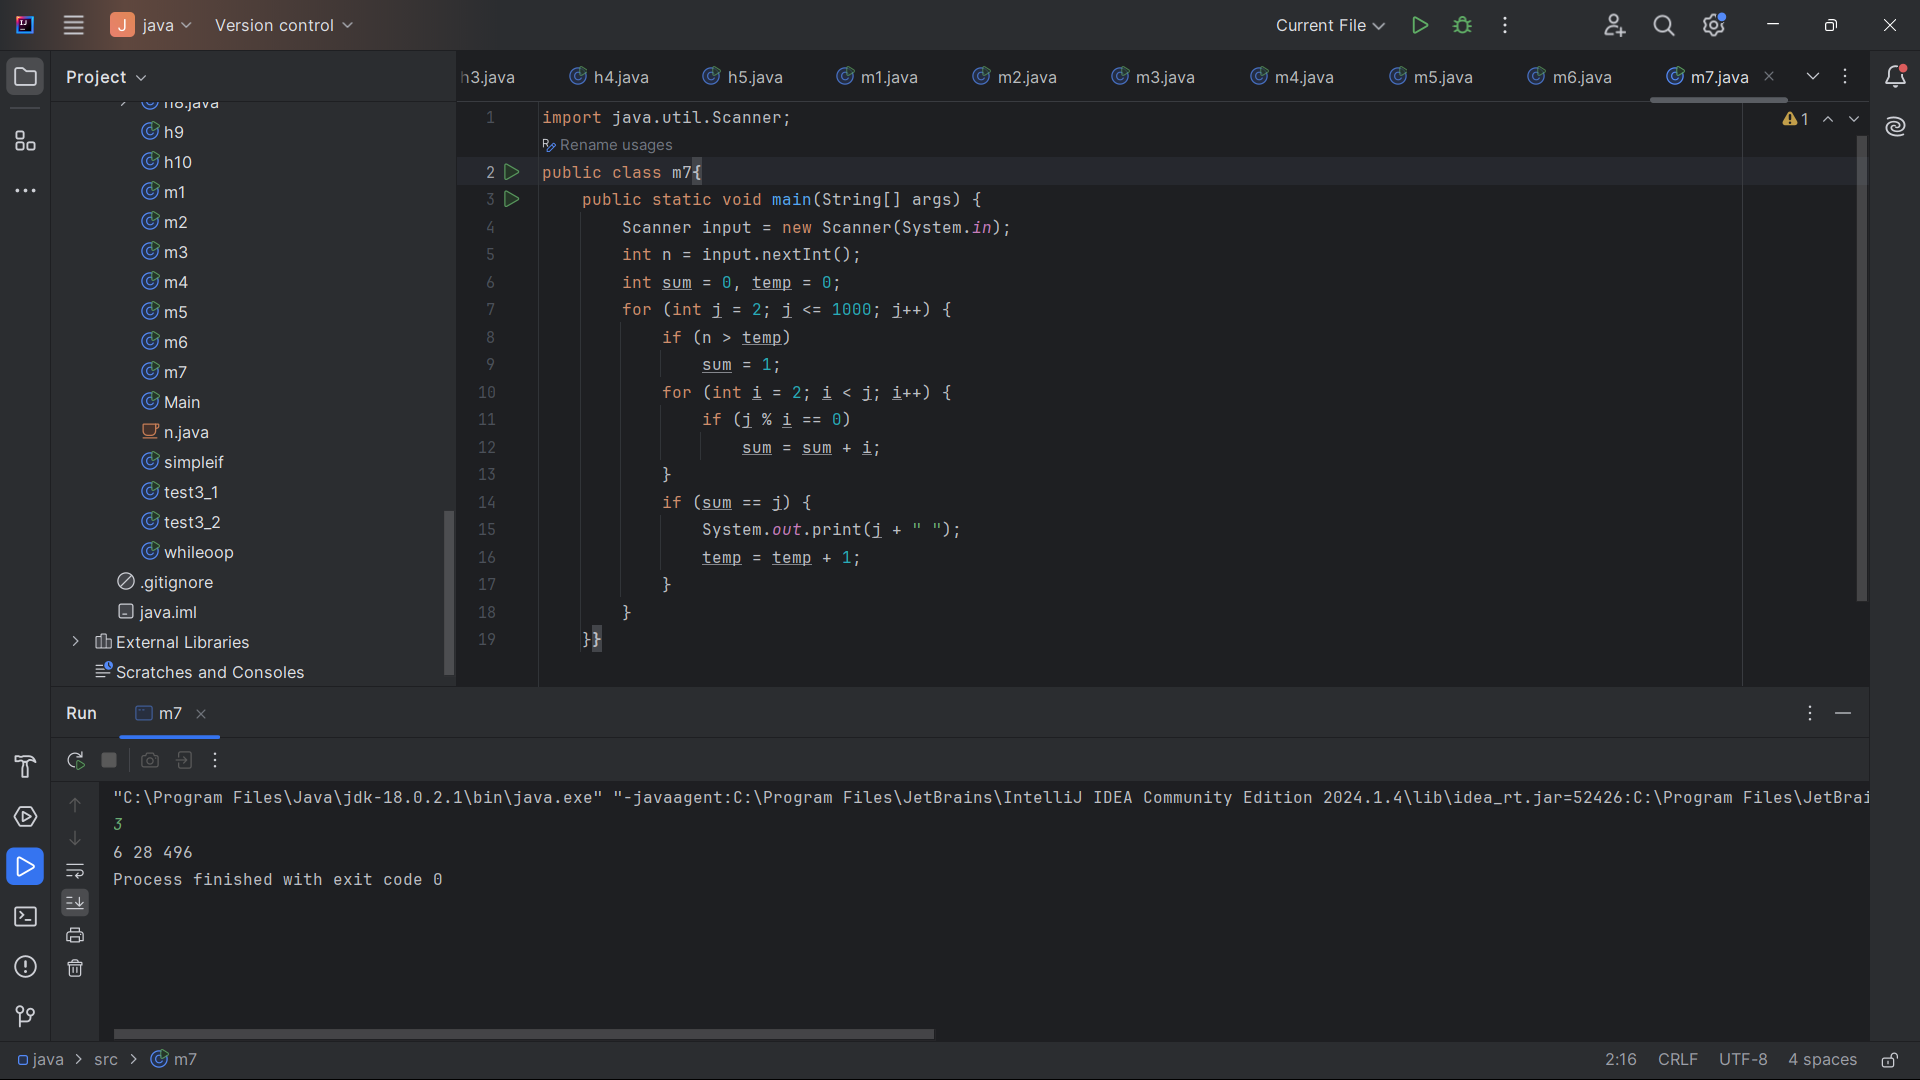 J java Version control Current File
Project
h3.java h4.java h5.java m1.java m2.java m3.java m4.java m5.java m6.java m7.java
h8.java
h9
h10
m1
m2
m3
m4
m5
m6
m7
Main
n.java
simpleif
test3_1
test3_2
whileoop
.gitignore
java.iml
External Libraries
Scratches and Consoles
1 import java.util.Scanner;
Rename usages
2 public class m7{
3 public static void main(String[] args) {
4 Scanner input = new Scanner(System.in);
5 int n = input.nextInt();
6 int sum = 0, temp = 0;
7 for (int j = 2; j <= 1000; j++) {
8 if (n > temp)
9 sum = 1;
10 for (int i = 2; i < j; i++) {
11 if (j % i == 0)
12 sum = sum + i;
13 }
14 if (sum == j) {
15 System.out.print(j + " ");
16 temp = temp + 1;
17 }
18 }
19 }}
1
Run m7
"C:\Program Files\Java\jdk-18.0.2.1\bin\java.exe" "-javaagent:C:\Program Files\JetBrains\IntelliJ IDEA Community Edition 2024.1.4\lib\idea_rt.jar=52426:C:\Program Files\JetBrai
3
6 28 496
Process finished with exit code 0
java > src > m7
2:16 CRLF UTF-8 4 spaces